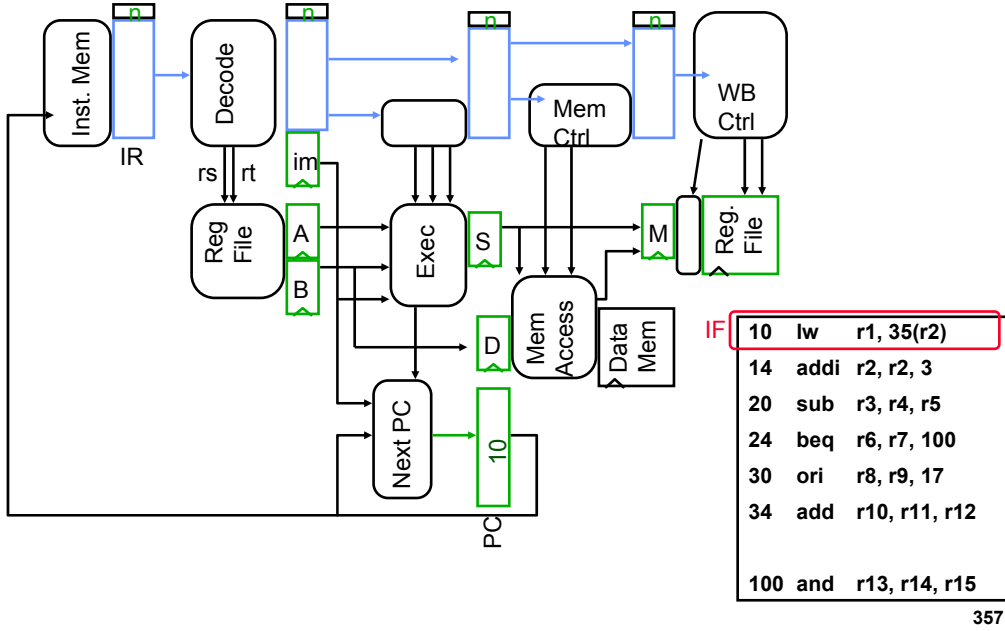 n
n
n
n
Inst. Mem
IR
Decode
rs
rt
im
Reg
File
A
B
Exec
S
Mem
Ctrl
WB
Ctrl
M
Reg.
File
D
Mem
Access
Data
Mem
Next PC
10
PC
IF
10 lw r1, 35(r2)
14 addi r2, r2, 3
20 sub r3, r4, r5
24 beq r6, r7, 100
30 ori r8, r9, 17
34 add r10, r11, r12
100 and r13, r14, r15
357